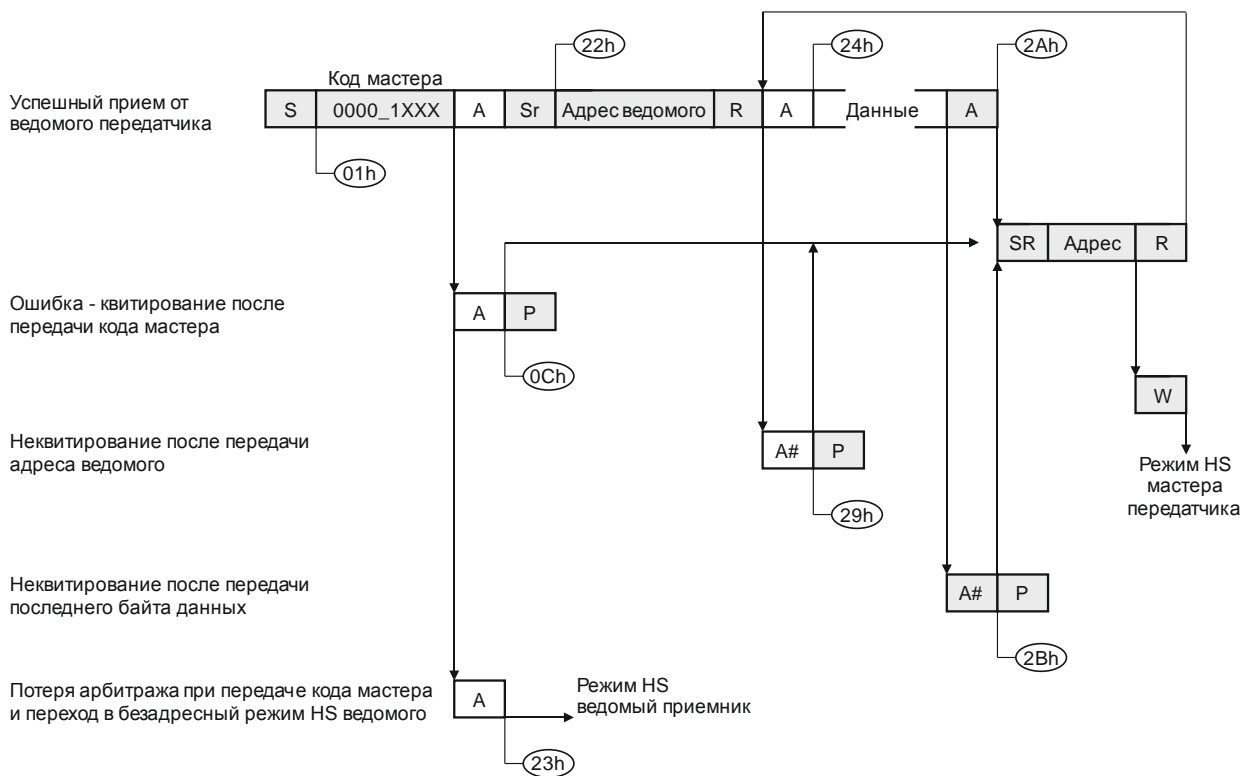 22h
24h
2Ah
Код мастера
Успешный прием от
ведомого передатчика
S
0000_1XXX
A
Sr
Адрес ведомого
R
A
Данные
A
01h
SR
Адрес
R
Ошибка - квитирование после
передачи кода мастера
A
P
0Ch
W
Неквитирование после передачи
адреса ведомого
A#
P
Режим HS
мастера
передатчика
29h
Неквитирование после передачи
последнего байта данных
A#
P
2Bh
Потеря арбитража при передаче кода мастера
и переход в безадресный режим HS ведомого
A
Режим HS
ведомый приемник
23h